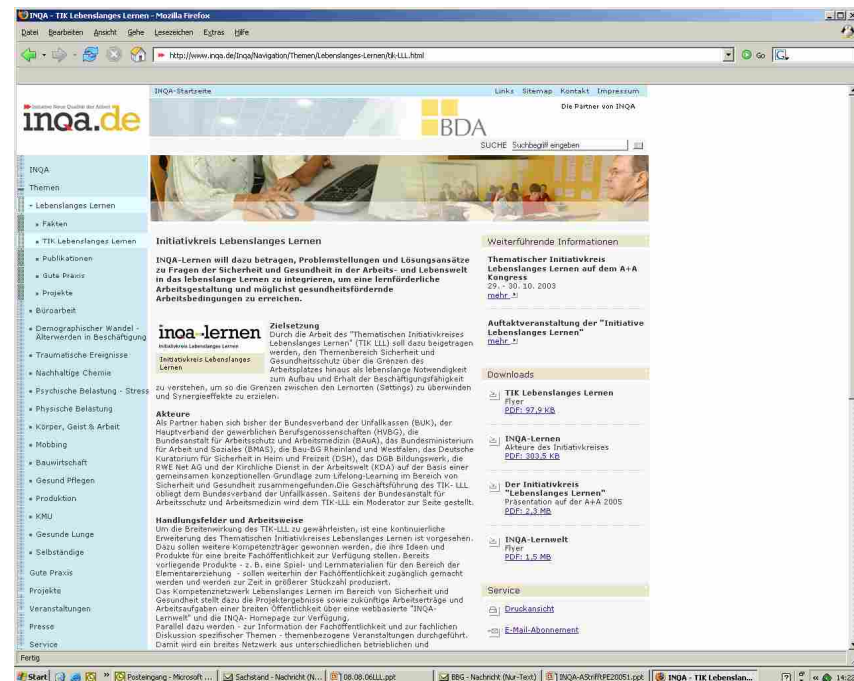 INQA - TIK Lebenslanges Lernen - Mozilla Firefox
Datei Bearbeiten Ansicht Gehe Lesezeichen Extras Hilfe
http://www.inqa.de/Inqa/Navigation/Themen/Lebenslanges-Lernen/tik-LLL.html
Go
INQA-Startseite
Links Sitemap Kontakt Impressum
Initiative Neue Qualität der Arbeit
inqa.de
BDA
Die Partner von INQA
SUCHE Suchbegriff eingeben
INQA
Themen
Lebenslanges Lernen
Fakten
TIK Lebenslanges Lernen
Publikationen
Gute Praxis
Projekte
Büroarbeit
Demographischer Wandel -
Älterwerden in Beschäftigung
Traumatische Ereignisse
Nachhaltige Chemie
Psychische Belastung - Stress
Physische Belastung
Körper, Geist & Arbeit
Mobbing
Bauwirtschaft
Gesund Pflegen
Produktion
KMU
Gesunde Lunge
Selbständige
Gute Praxis
Projekte
Veranstaltungen
Presse
Service
Initiativkreis Lebenslanges Lernen
INQA-Lernen will dazu betragen, Problemstellungen und Lösungsansätze
zu Fragen der Sicherheit und Gesundheit in der Arbeits- und Lebenswelt
in das lebenslange Lernen zu integrieren, um eine lernförderliche
Arbeitsgestaltung und möglichst gesundheitsfördernde
Arbeitsbedingungen zu erreichen.
inqa-lernen
Initiativkreis Lebenslanges Lernen
Initiativkreis Lebenslanges
Lernen
Zielsetzung
Durch die Arbeit des "Thematischen Initiativkreises
Lebenslanges Lernen" (TIK LLL) soll dazu beigetragen
werden, den Themenbereich Sicherheit und
Gesundheitsschutz über die Grenzen des
Arbeitsplatzes hinaus als lebenslange Notwendigkeit
zum Aufbau und Erhalt der Beschäftigungsfähigkeit
zu verstehen, um so die Grenzen zwischen den Lernorten (Settings) zu überwinden
und Synergieeffekte zu erzielen.
Akteure
Als Partner haben sich bisher der Bundesverband der Unfallkassen (BUK), der
Hauptverband der gewerblichen Berufsgenossenschaften (HVBG), die
Bundesanstalt für Arbeitsschutz und Arbeitsmedizin (BAuA), das Bundesministerium
für Arbeit und Soziales (BMAS), die Bau-BG Rheinland und Westfalen, das Deutsche
Kuratorium für Sicherheit in Heim und Freizeit (DSH), das DGB Bildungswerk, die
RWE Net AG und der Kirchliche Dienst in der Arbeitswelt (KDA) auf der Basis einer
gemeinsamen konzeptionellen Grundlage zum Lifelong-Learning im Bereich von
Sicherheit und Gesundheit zusammengefunden.Die Geschäftsführung des TIK- LLL
obliegt dem Bundesverband der Unfallkassen. Seitens der Bundesanstalt für
Arbeitsschutz und Arbeitsmedizin wird dem TIK-LLL ein Moderator zur Seite gestellt.
Handlungsfelder und Arbeitsweise
Um die Breitenwirkung des TIK-LLL zu gewährleisten, ist eine kontinuierliche
Erweiterung des Thematischen Initiativkreises Lebenslanges Lernen ist vorgesehen.
Dazu sollen weitere Kompetenzträger gewonnen werden, die ihre Ideen und
Produkte für eine breite Fachöffentlichkeit zur Verfügung stellen. Bereits
vorliegende Produkte - z. B. eine Spiel- und Lernmaterialien für den Bereich der
Elementarerziehung - sollen weiterhin der Fachöffentlichkeit zugänglich gemacht
werden und werden zur Zeit in größerer Stückzahl produziert.
Das Kompetenznetzwerk Lebenslanges Lernen im Bereich von Sicherheit und
Gesundheit stellt dazu die Projektergebnisse sowie zukünftige Arbeitserträge und
Arbeitsaufgaben einer breiten Öffentlichkeit über eine webbasierte "INQA-
Lernwelt" und die INQA- Homepage zur Verfügung.
Parallel dazu werden - zur Information der Fachöffentlichkeit und zur fachlichen
Diskussion spezifischer Themen - themenbezogene Veranstaltungen durchgeführt.
Damit wird ein breites Netzwerk aus unterschiedlichen betrieblichen und
Weiterführende Informationen
Thematischer Initiativkreis
Lebenslanges Lernen auf dem A+A
Kongress
29. - 30. 10. 2003
mehr
Auftaktveranstaltung der "Initiative
Lebenslanges Lernen"
mehr
Downloads
TIK Lebenslanges Lernen
Flyer
PDF: 97,9 KB
INQA-Lernen
Akteure des Initiativkreises
PDF: 303,5 KB
Der Initiativkreis
"Lebenslanges Lernen"
Präsentation auf der A+A 2005
PDF: 2,3 MB
INQA-Lernwelt
Flyer
PDF: 1,5 MB
Service
Druckansicht
E-Mail-Abonnement
Fertig
Start
Posteingang - Microsoft ...
Sachstand - Nachricht (N...
08.08.06LLL.ppt
BBG - Nachricht (Nur-Text)
INQA-AStrifftPE20051.ppt
INQA - TIK Lebenslan...
14:22